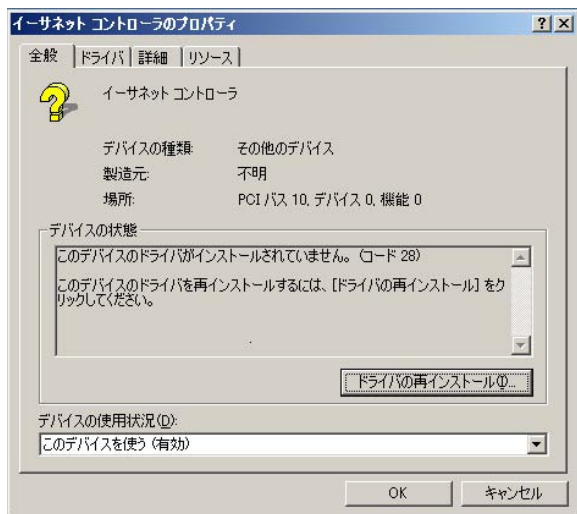 イーサネット コントローラのプロパティ
全般
ドライバ
詳細
リソース
イーサネット コントローラ
デバイスの種類: その他のデバイス
製造元: 不明
場所: PCI バス 10, デバイス 0, 機能 0
デバイスの状態
このデバイスのドライバがインストールされていません。 (コード 28)
このデバイスのドライバを再インストールするには、[ドライバの再インストール] をク
リックしてください。
ドライバの再インストール(I)...
デバイスの使用状況(D):
このデバイスを使う (有効)
OK
キャンセル